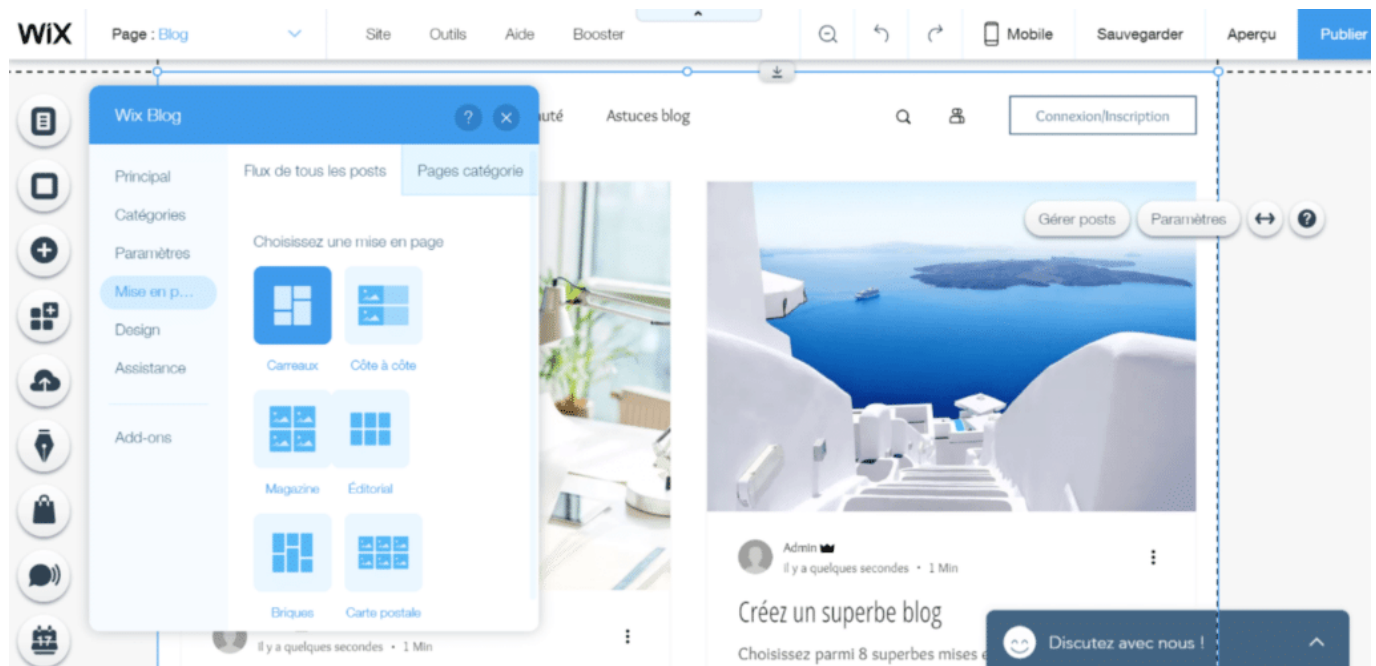 WiX
Page : Blog
Site
Outils
Aide
Booster
Mobile
Sauvegarder
Aperçu
Publier
Wix Blog
?
Astuces blog
Connexion/Inscription
Principal
Catégories
Paramètres
Mise en p...
Design
Assistance
Add-ons
Flux de tous les posts
Pages catégorie
Choisissez une mise en page
Carreaux
Côte à côte
Magazine
Éditorial
Briques
Carte postale
Gérer posts
Paramètres
?
17
Il y a quelques secondes • 1 Min
Admin
il y a quelques secondes • 1 Min
Créez un superbe blog
Choisissez parmi 8 superbes mises
Discutez avec nous !